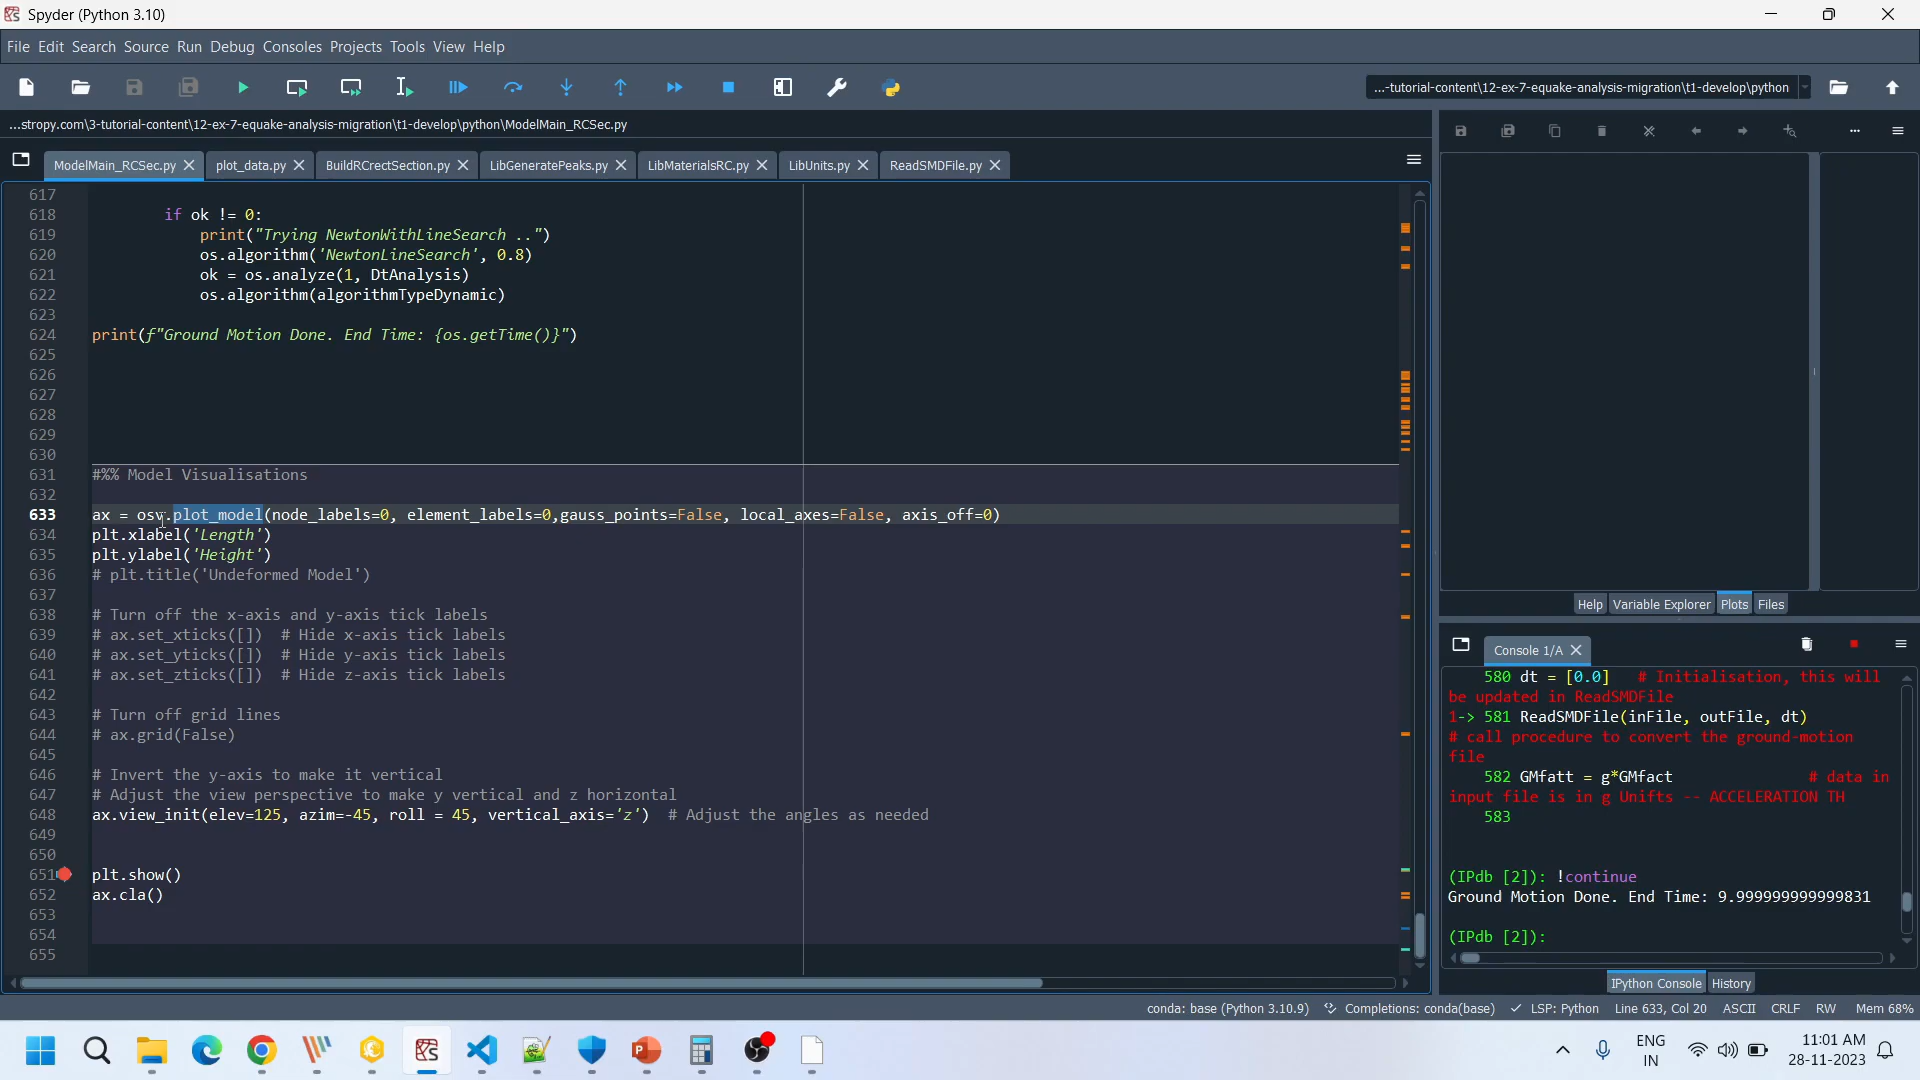 Spyder (Python 3.10)
File Edit Search Source Run Debug Consoles Projects Tools View Help
...-tutorial-content\12-ex-7-equake-analysis-migration\t1-develop\python
...stropy.com\3-tutorial-content\12-ex-7-equake-analysis-migration\t1-develop\python\ModelMain_RCSec.py
ModelMain_RCSec.py plot_data.py BuildRCrectSection.py LibGeneratePeaks.py LibMaterialsRC.py LibUnits.py ReadSMDFile.py
617
618 if ok != 0:
619 print("Trying NewtonWithLineSearch ..")
620 os.algorithm('NewtonLineSearch', 0.8)
621 ok = os.analyze(1, DtAnalysis)
622 os.algorithm(algorithmTypeDynamic)
623
624 print(f"Ground Motion Done. End Time: {os.getTime()}")
625
626
627
628
629
630
631 #%% Model Visualisations
632
633 ax = osv.plot_model(node_labels=0, element_labels=0,gauss_points=False, local_axes=False, axis_off=0)
634 plt.xlabel('Length')
635 plt.ylabel('Height')
636 # plt.title('Undeformed Model')
637
638 # Turn off the x-axis and y-axis tick labels
639 # ax.set_xticks([]) # Hide x-axis tick labels
640 # ax.set_yticks([]) # Hide y-axis tick labels
641 # ax.set_zticks([]) # Hide z-axis tick labels
642
643 # Turn off grid lines
644 # ax.grid(False)
645
646 # Invert the y-axis to make it vertical
647 # Adjust the view perspective to make y vertical and z horizontal
648 ax.view_init(elev=125, azim=-45, roll = 45, vertical_axis='z') # Adjust the angles as needed
649
650
651 plt.show()
652 ax.cla()
653
654
655
Help Variable Explorer Plots Files
Console 1/A
580 dt = [0.0] # Initialisation, this will
be updated in ReadSMDFile
1-> 581 ReadSMDFile(inFile, outFile, dt)
# call procedure to convert the ground-motion
file
582 GMfatt = g*GMfact # data in
input file is in g Unifts -- ACCELERATION TH
583
(IPdb [2]): !continue
Ground Motion Done. End Time: 9.999999999999831
(IPdb [2]):
IPython Console History
conda: base (Python 3.10.9) Completions: conda(base) LSP: Python Line 633, Col 20 ASCII CRLF RW Mem 68%
ENG
IN
11:01 AM
28-11-2023